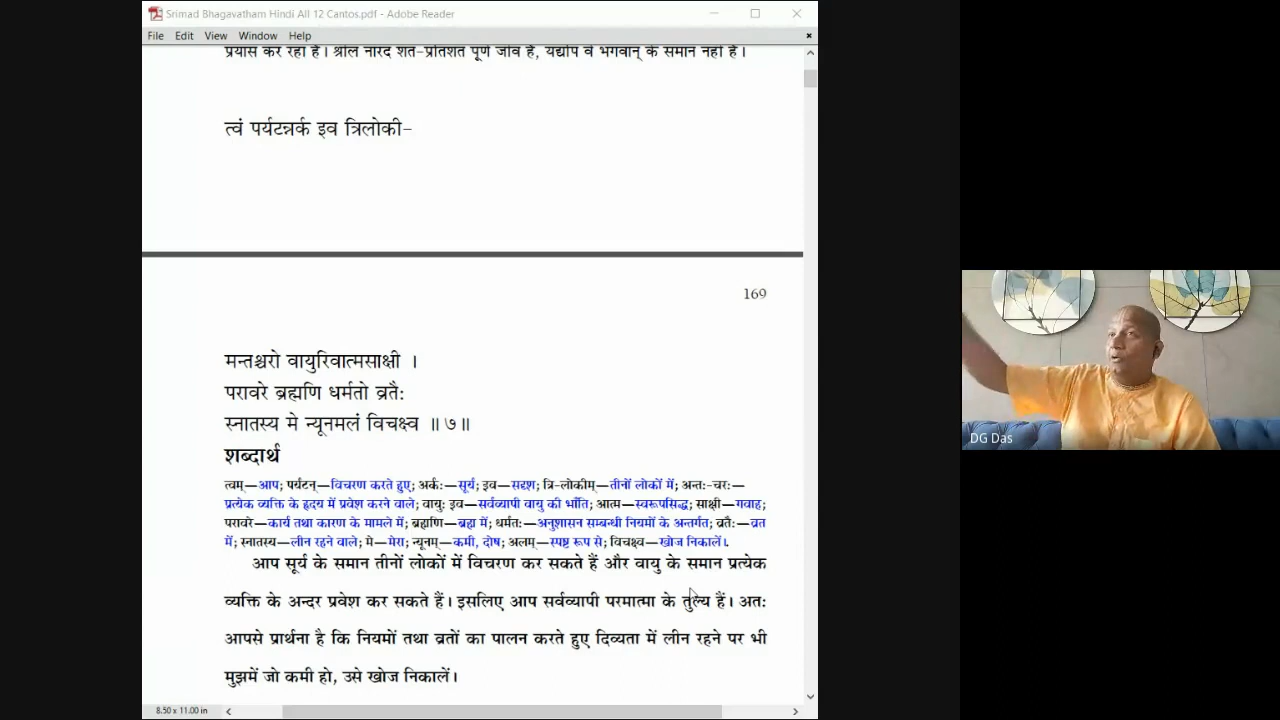 Srimad Bhagavatham Hindi All 12 Cantos.pdf - Adobe Reader
File Edit View Window Help
प्रयास कर रहा है। श्रील नारद शत-प्रतिशत पूर्ण जीव हैं, यद्यपि वे भगवान् के समान नहीं हैं।
त्वं पर्यटन्नर्क इव त्रिलोकी-
169
मन्तश्चरो वायुरिवात्मसाक्षी ।
परावरे ब्रह्मणि धर्मतो व्रतैः
स्नातस्य मे न्यूनमलं विचक्ष्व ॥ ७॥
शब्दार्थ
त्वम्—आप; पर्यटन्—विचरण करते हुए; अर्कः—सूर्य; इव—सदृश; त्रि-लोकीम्—तीनों लोकों में; अन्तः-चरः—
प्रत्येक व्यक्ति के हृदय में प्रवेश करने वाले; वायुः इव—सर्वव्यापी वायु की भाँति; आत्म—स्वरूपसिद्ध; साक्षी—गवाह;
परावरे—कार्य तथा कारण के मामले में; ब्रह्मणि—ब्रह्म में; धर्मतः—अनुशासन सम्बन्धी नियमों के अन्तर्गत; व्रतैः—व्रत
में; स्नातस्य—लीन रहने वाले; मे—मेरा; न्यूनम्—कमी, दोष; अलम्—स्पष्ट रूप से; विचक्ष्व—खोज निकालें।.
आप सूर्य के समान तीनों लोकों में विचरण कर सकते हैं और वायु के समान प्रत्येक
व्यक्ति के अन्दर प्रवेश कर सकते हैं। इसलिए आप सर्वव्यापी परमात्मा के तुल्य हैं। अतः
आपसे प्रार्थना है कि नियमों तथा व्रतों का पालन करते हुए दिव्यता में लीन रहने पर भी
मुझमें जो कमी हो, उसे खोज निकालें।
8.50 x 11.00 in
DG Das